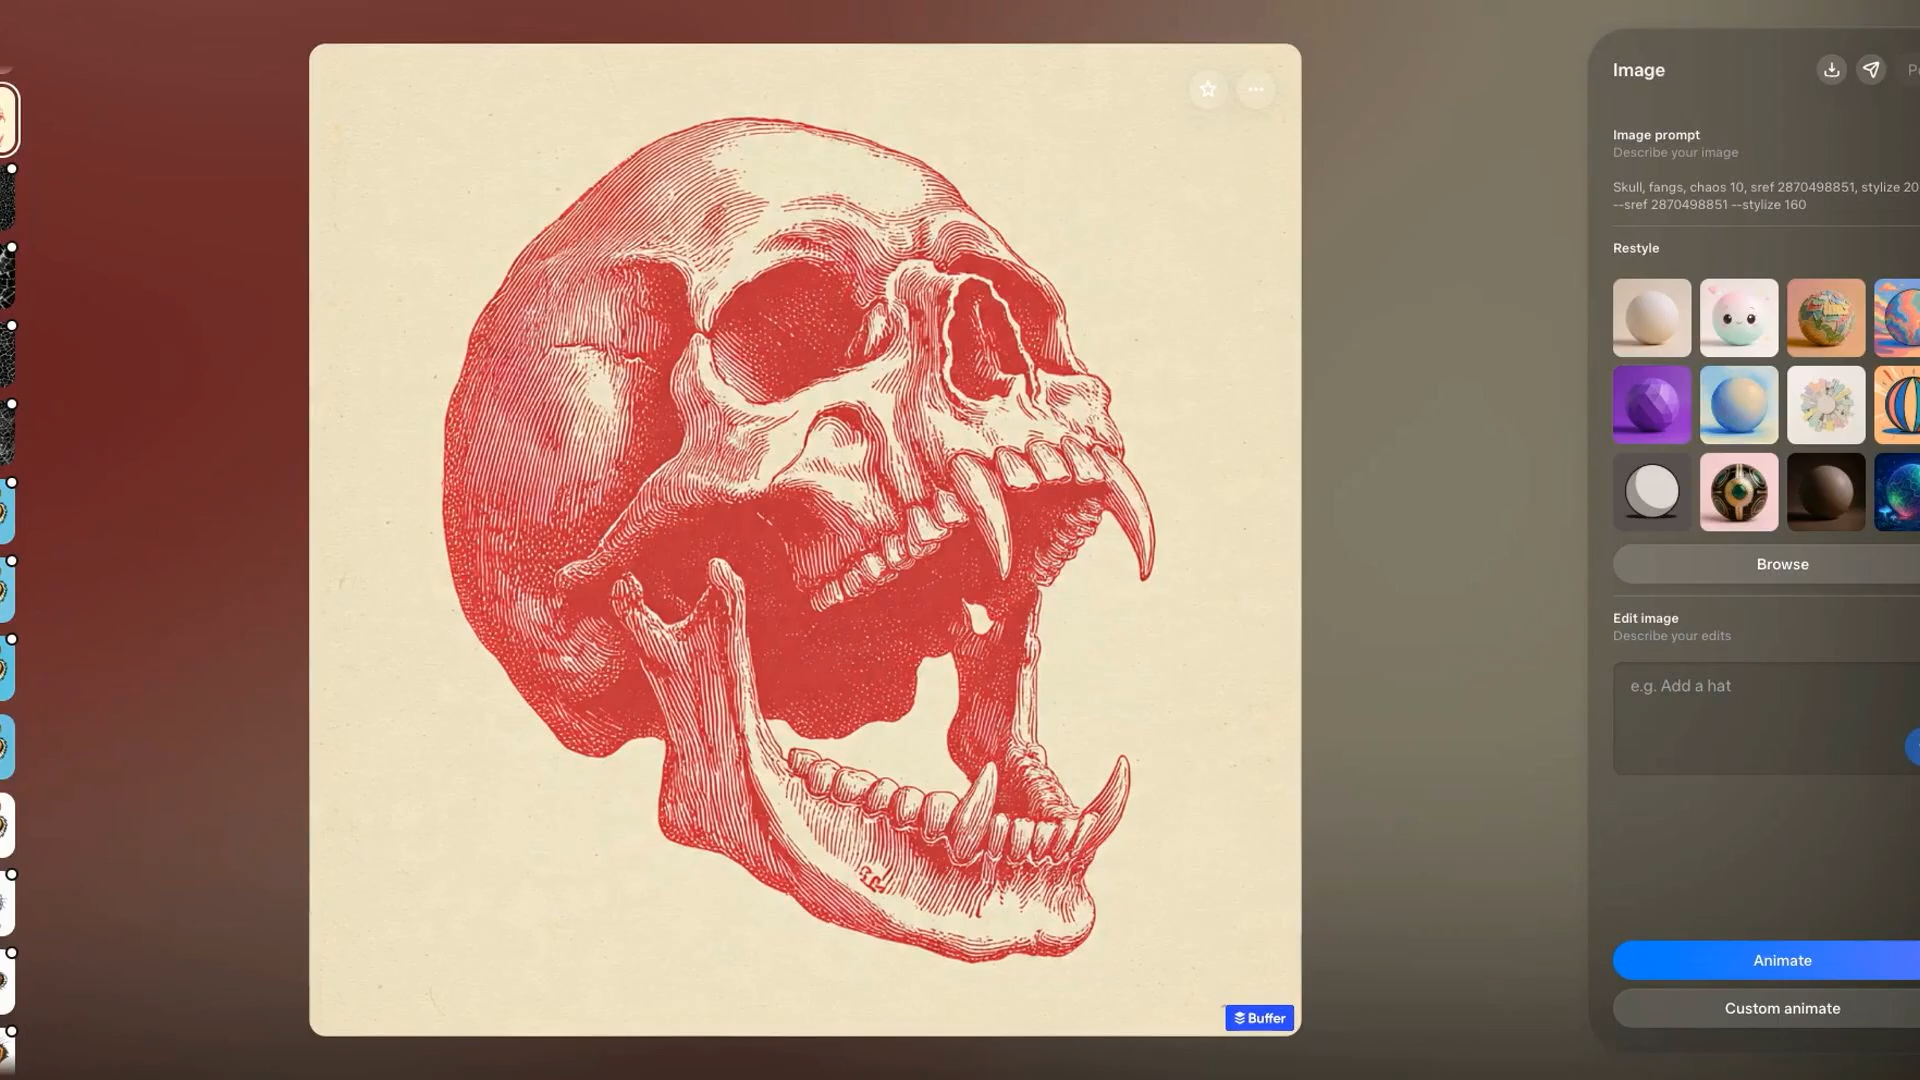 Image
Image prompt
Describe your image
Skull, fangs, chaos 10, sref 2870498851, stylize 20
--sref 2870498851 --stylize 160
Restyle
Browse
Edit image
Describe your edits
e.g. Add a hat
Animate
Custom animate
Buffer